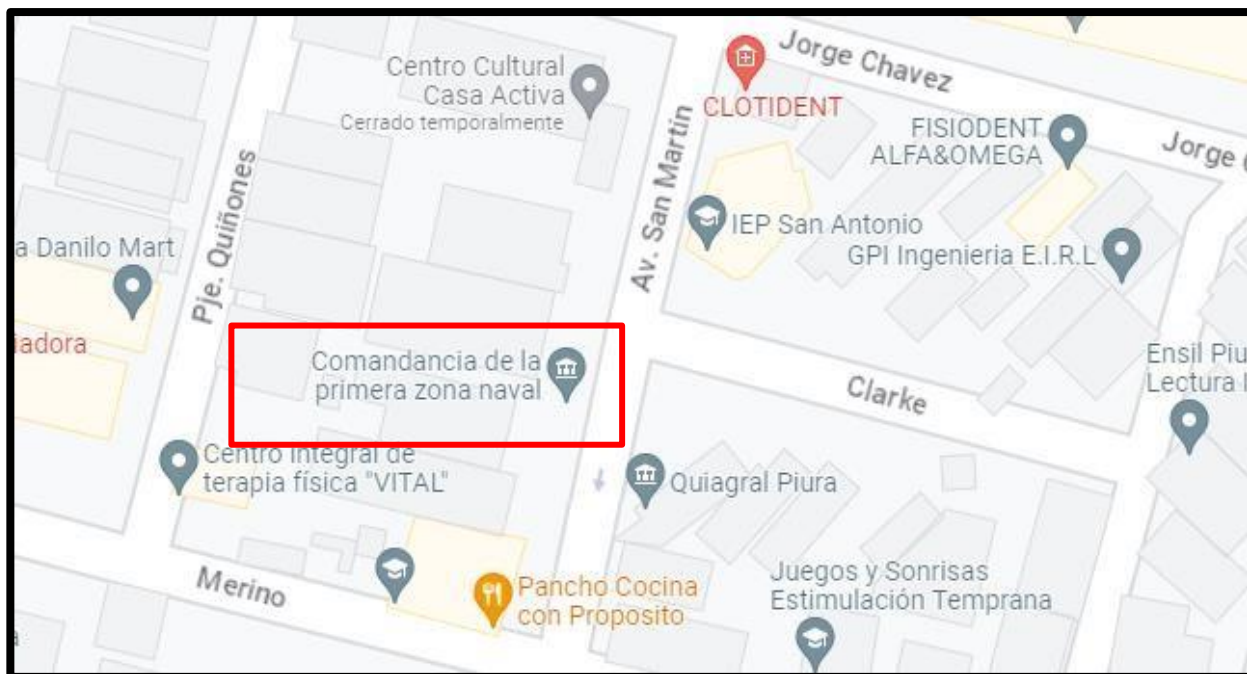 Jorge Chavez
Centro Cultural
Casa Activa
Cerrado temporalmente
CLOTIDENT
FISIODENT
ALFA&OMEGA
Jorge
Av. San Martin
Pje. Quiñones
IEP San Antonio
GPI Ingenieria E.I.R.L
a Danilo Mart
iadora
Comandancia de la
primera zona naval
Clarke
Ensil Piu
Lectura
Centro Integral de
terapia física "VITAL"
Quiagral Piura
Merino
Pancho Cocina
con Proposito
Juegos y Sonrisas
Estimulación Temprana